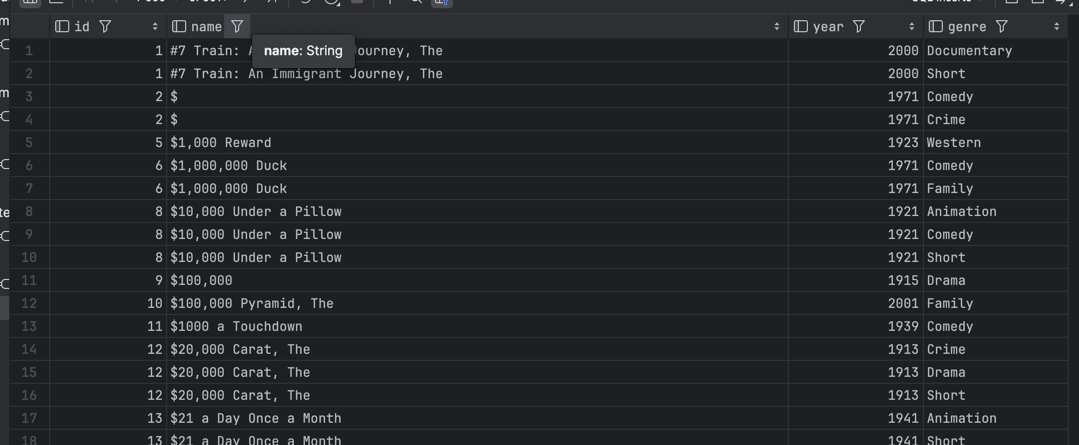 id name year genre
name: String
1 1 #7 Train: A ourney, The 2000 Documentary
2 1 #7 Train: An Immigrant Journey, The 2000 Short
3 2 $ 1971 Comedy
4 2 $ 1971 Crime
5 5 $1,000 Reward 1923 Western
6 6 $1,000,000 Duck 1971 Comedy
7 6 $1,000,000 Duck 1971 Family
8 8 $10,000 Under a Pillow 1921 Animation
9 8 $10,000 Under a Pillow 1921 Comedy
10 8 $10,000 Under a Pillow 1921 Short
11 9 $100,000 1915 Drama
12 10 $100,000 Pyramid, The 2001 Family
13 11 $1000 a Touchdown 1939 Comedy
14 12 $20,000 Carat, The 1913 Crime
15 12 $20,000 Carat, The 1913 Drama
16 12 $20,000 Carat, The 1913 Short
17 13 $21 a Day Once a Month 1941 Animation
18 13 $21 a Day Once a Month 1941 Short